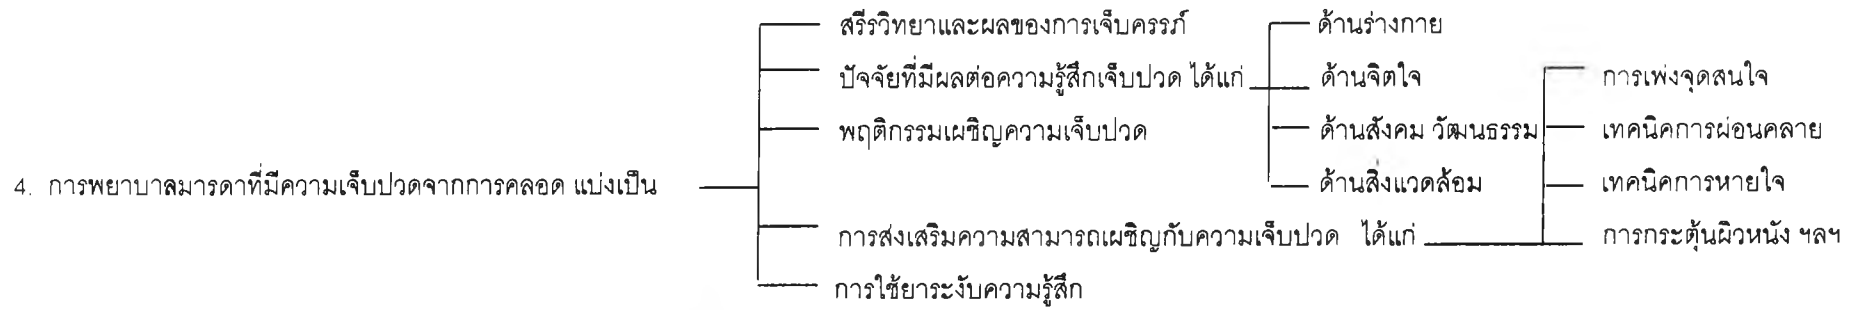 4. การพยาบาลมารดาที่มีความเจ็บปวดจากการคลอด แบ่งเป็น
สรีรวิทยาและผลของการเจ็บครรภ์
ปัจจัยที่มีผลต่อความรู้สึกเจ็บปวด ได้แก่
ด้านร่างกาย
ด้านจิตใจ
ด้านสังคม วัฒนธรรม
ด้านสิ่งแวดล้อม
พฤติกรรมเผชิญความเจ็บปวด
การส่งเสริมความสามารถเผชิญกับความเจ็บปวด ได้แก่
การเพ่งจุดสนใจ
เทคนิคการผ่อนคลาย
เทคนิคการหายใจ
การกระตุ้นผิวหนัง ฯลฯ
การใช้ยาระงับความรู้สึก